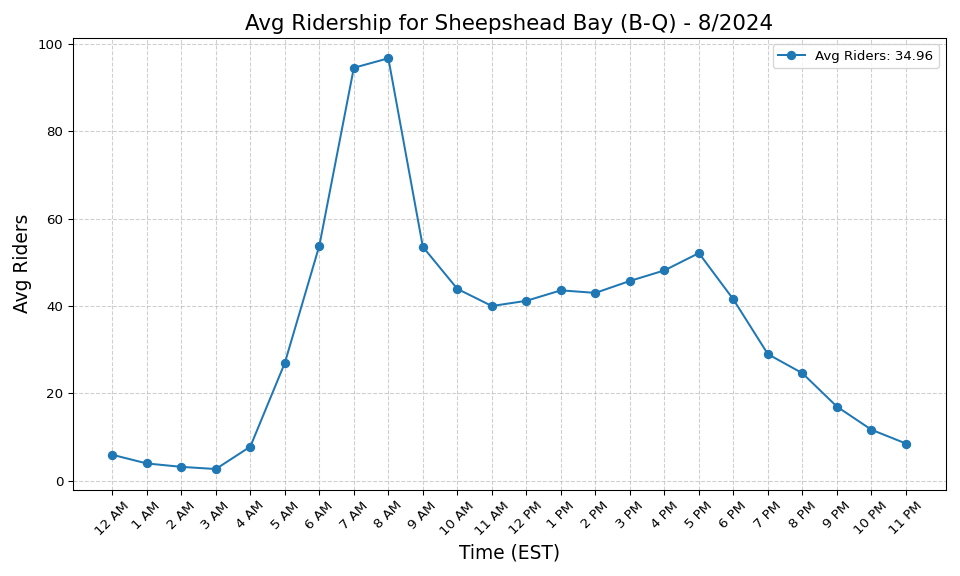 Avg Ridership for Sheepshead Bay (B-Q) - 8/2024
Avg Riders: 34.96
100
80
60
40
20
0
Avg Riders
12 AM
1 AM
2 AM
3 AM
4 AM
5 AM
6 AM
7 AM
8 AM
9 AM
10 AM
11 AM
12 PM
1 PM
2 PM
3 PM
4 PM
5 PM
6 PM
7 PM
8 PM
9 PM
10 PM
11 PM
Time (EST)